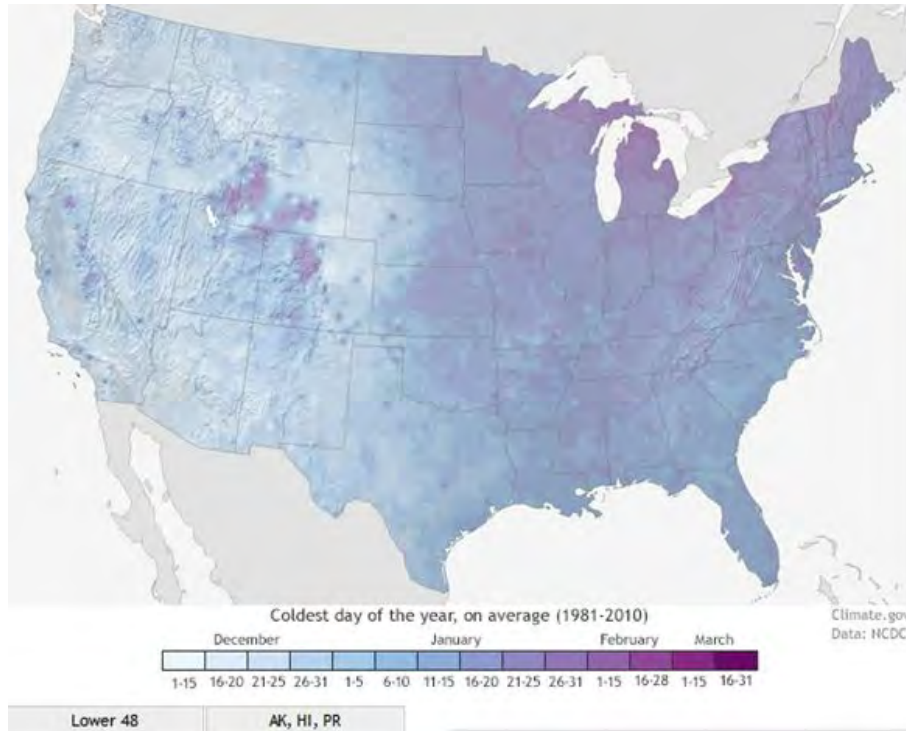 Coldest day of the year, on average (1981-2010)
Climate.gov
Data: NCDC
December January February March
1-15 16-20 21-25 26-31 1-5 6-10 11-15 16-20 21-25 26-31 1-15 16-28 1-15 16-31
Lower 48 AK, HI, PR